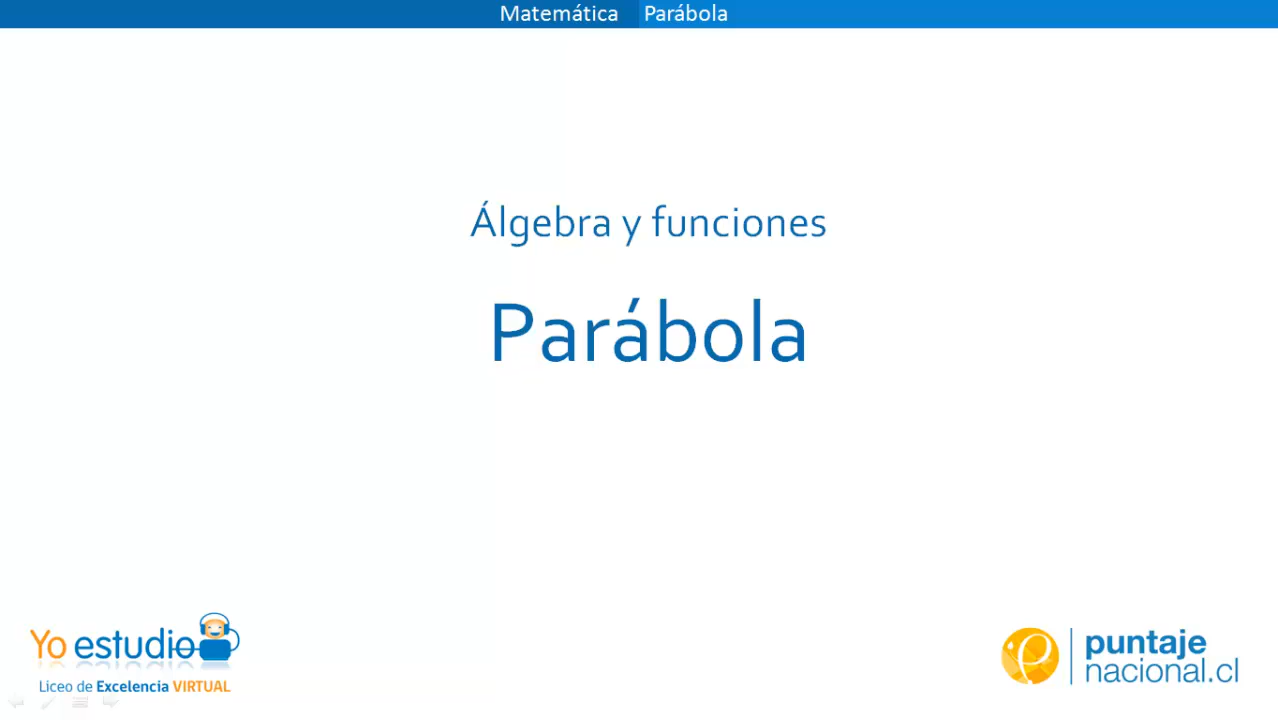 Matemática Parábola
Álgebra y funciones
Parábola
Yo estudio
Liceo de Excelencia VIRTUAL
puntaje
nacional.cl